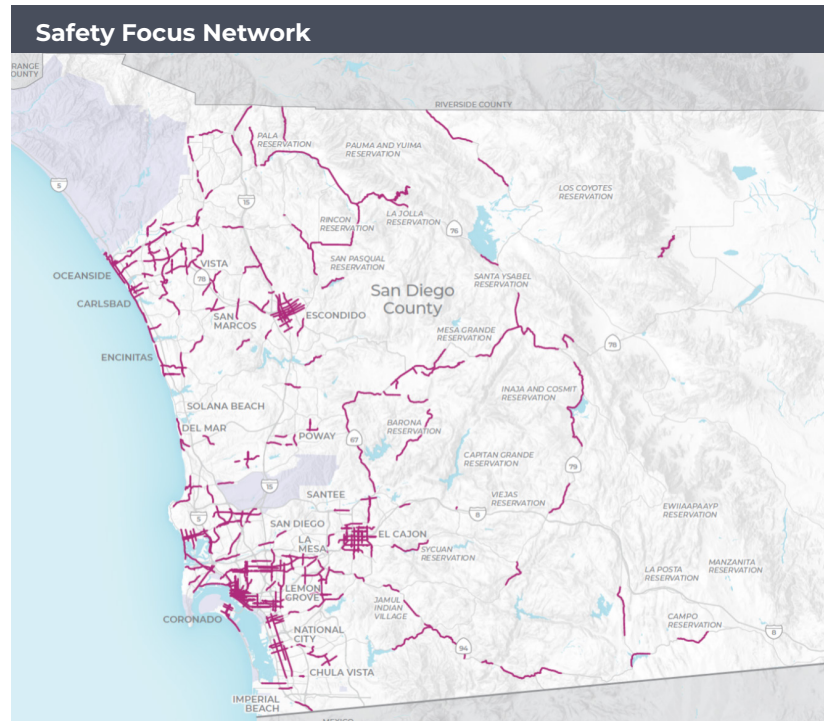 Safety Focus Network
RANGE
OUNTY
RIVERSIDE COUNTY
PALA
RESERVATION
PAUMA AND YUIMA
RESERVATION
5
LOS COYOTES
RESERVATION
15
LA JOLLA
RESERVATION
RINCON
RESERVATION
76
SAN PASQUAL
RESERVATION
VISTA
OCEANSIDE
78
SANTA YSABEL
RESERVATION
San Diego
County
CARLSBAD
SAN
MARCOS
ESCONDIDO
MESA GRANDE
RESERVATION
78
ENCINITAS
INAJA AND COSMIT
RESERVATION
SOLANA BEACH
DEL MAR
BARONA
RESERVATION
POWAY
67
CAPITAN GRANDE
RESERVATION
79
15
SANTEE
VIEJAS
RESERVATION
EWIIAAPAAYP
RESERVATION
5
8
SAN DIEGO
EL CAJON
LA
MESA
SYCUAN
RESERVATION
MANZANITA
RESERVATION
LA POSTA
RESERVATION
LEMON
GROVE
JAMUL
INDIAN
VILLAGE
CORONADO
CAMPO
RESERVATION
NATIONAL
CITY
8
94
CHULA VISTA
IMPERIAL
BEACH
MEXICO